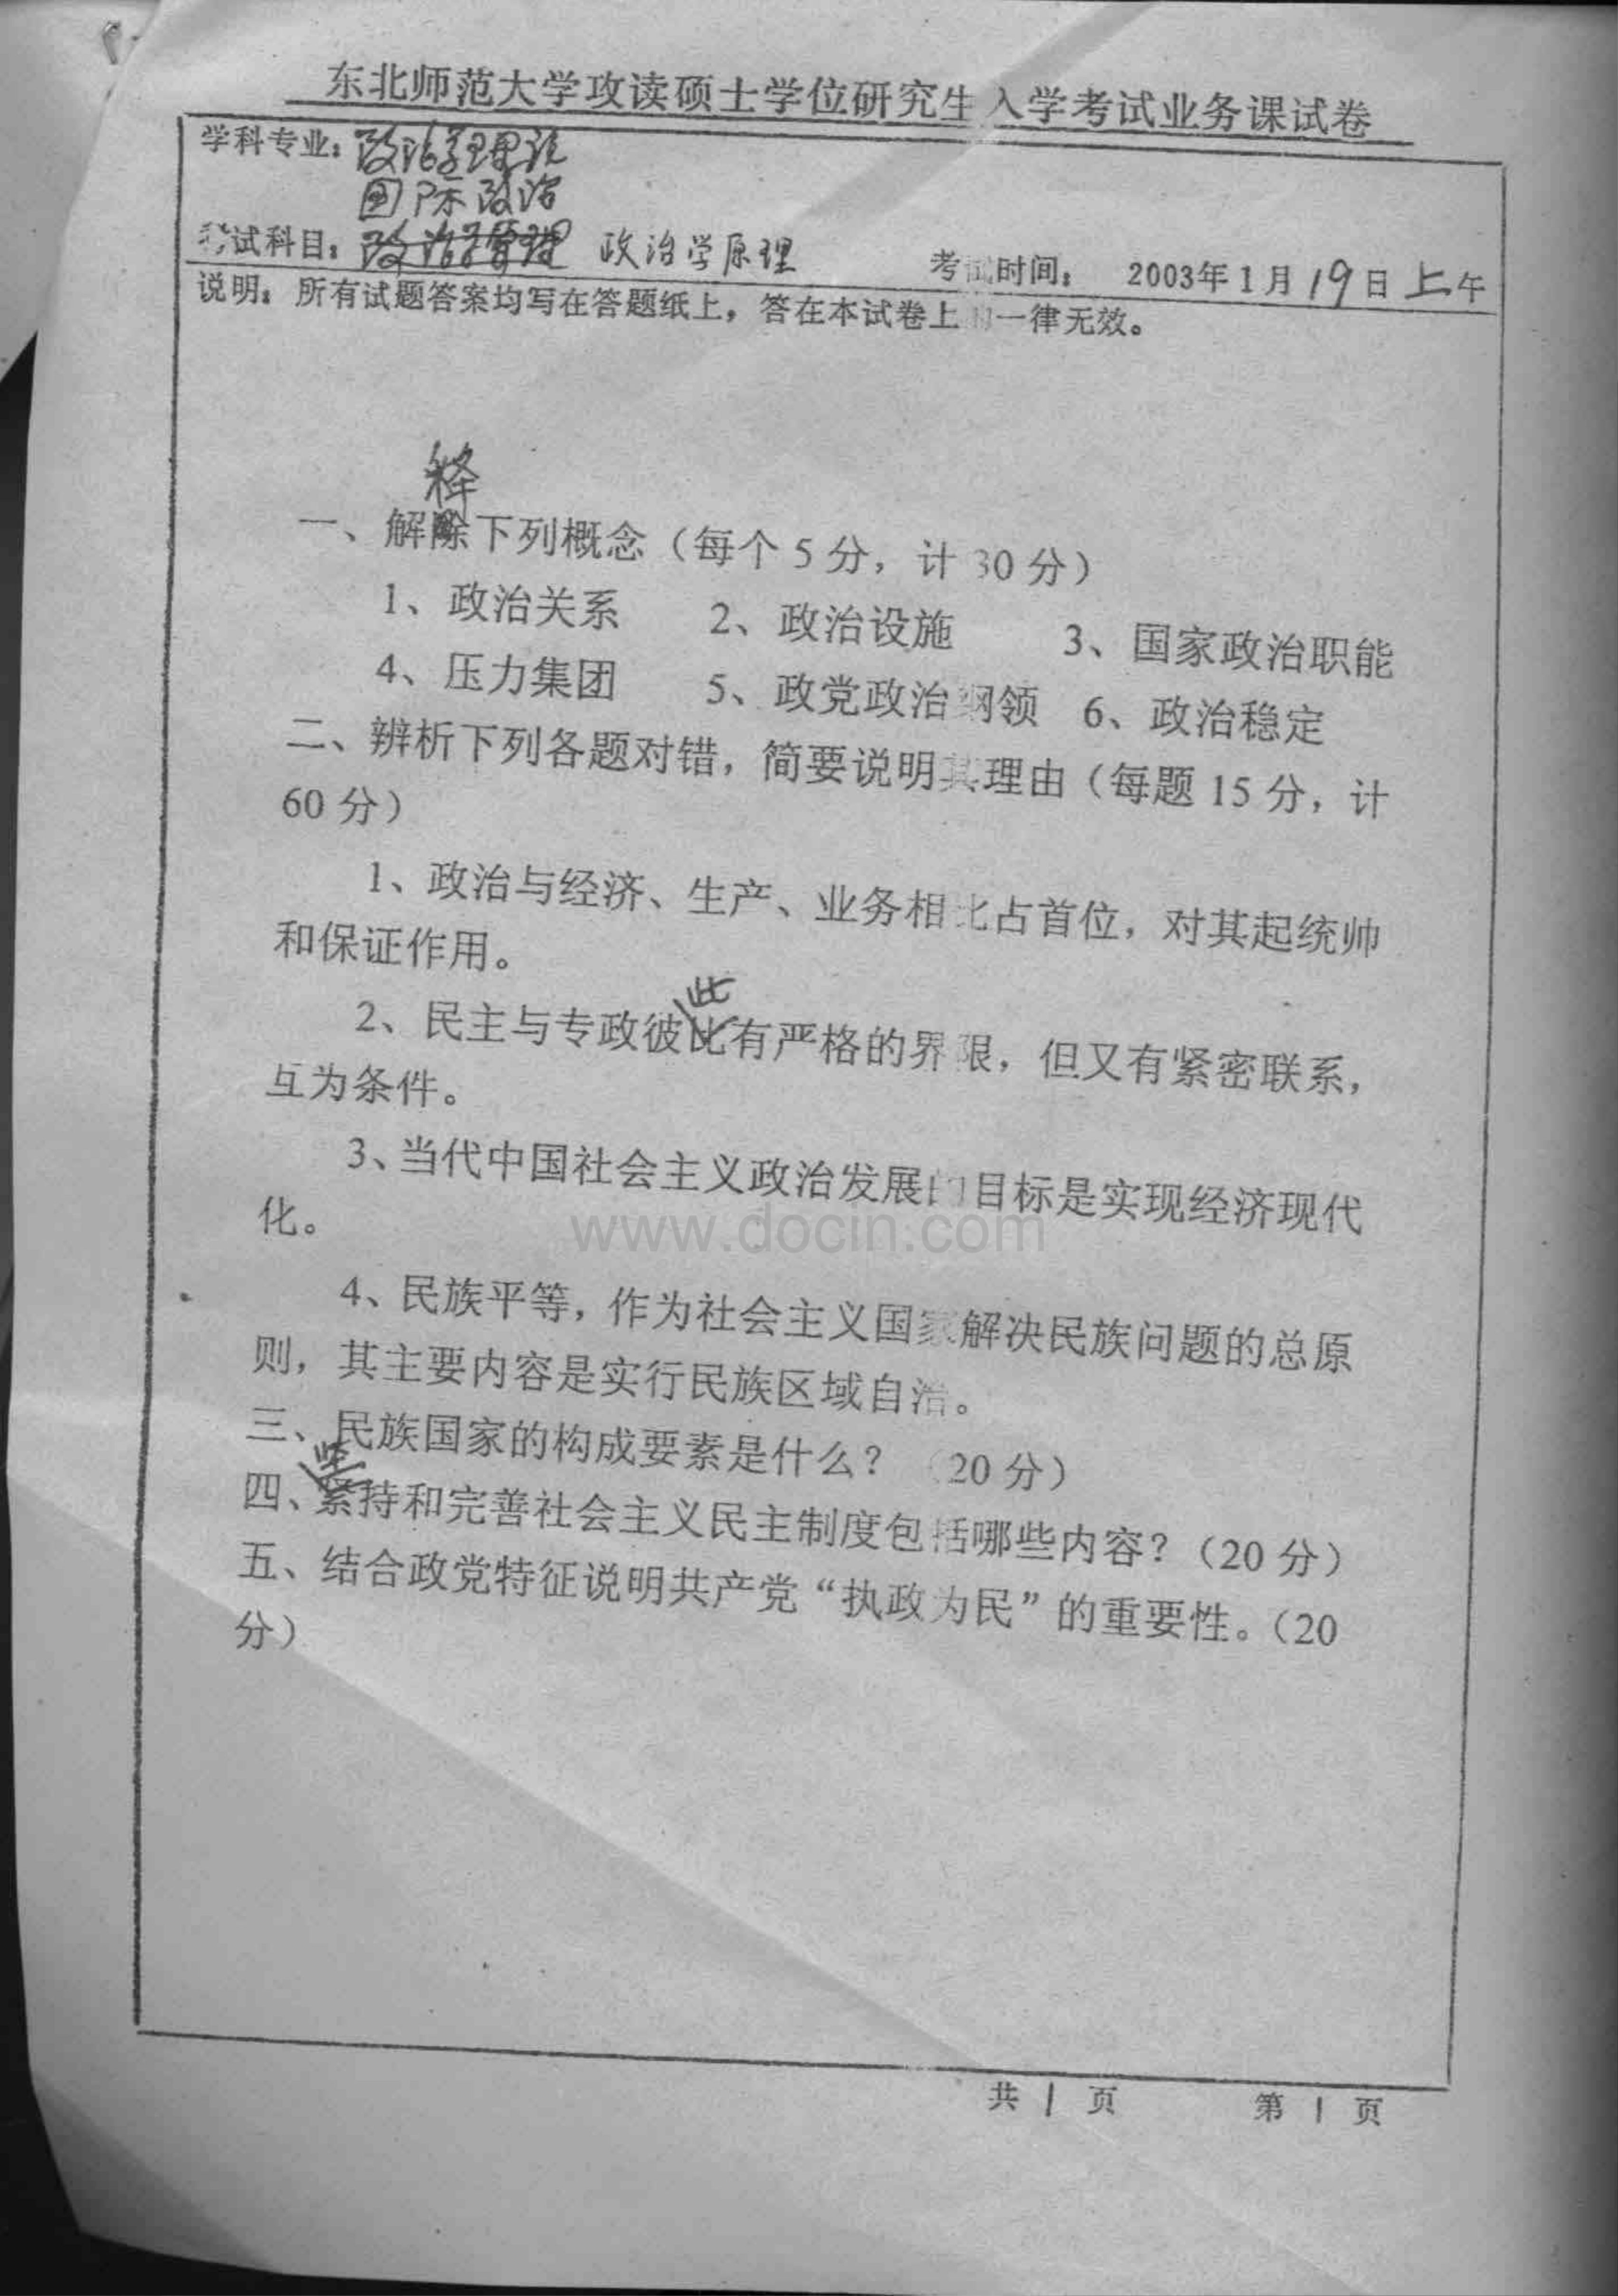 东北师范大学攻读硕士学位研究生入学考试业务课试卷
学科专业：政治学理论
国际政治
考试科目：政治学原理 政治学原理 考试时间： 2003年1月19日上午
说明：所有试题答案均写在答题纸上，答在本试卷上的一律无效。
释
一、解除下列概念（每个5分，计30分）
1、政治关系 2、政治设施 3、国家政治职能
4、压力集团 5、政党政治纲领 6、政治稳定
二、辨析下列各题对错，简要说明其理由（每题15分，计
60分）
1、政治与经济、生产、业务相比占首位，对其起统帅
和保证作用。
此
2、民主与专政彼比有严格的界限，但又有紧密联系，
互为条件。
3、当代中国社会主义政治发展的目标是实现经济现代
化。
www.docin.com
4、民族平等，作为社会主义国家解决民族问题的总原
则，其主要内容是实行民族区域自治。
三、民族国家的构成要素是什么？（20分）
坚
四、紧持和完善社会主义民主制度包括哪些内容？（20分）
五、结合政党特征说明共产党“执政为民”的重要性。（20
分）
共1页 第1页